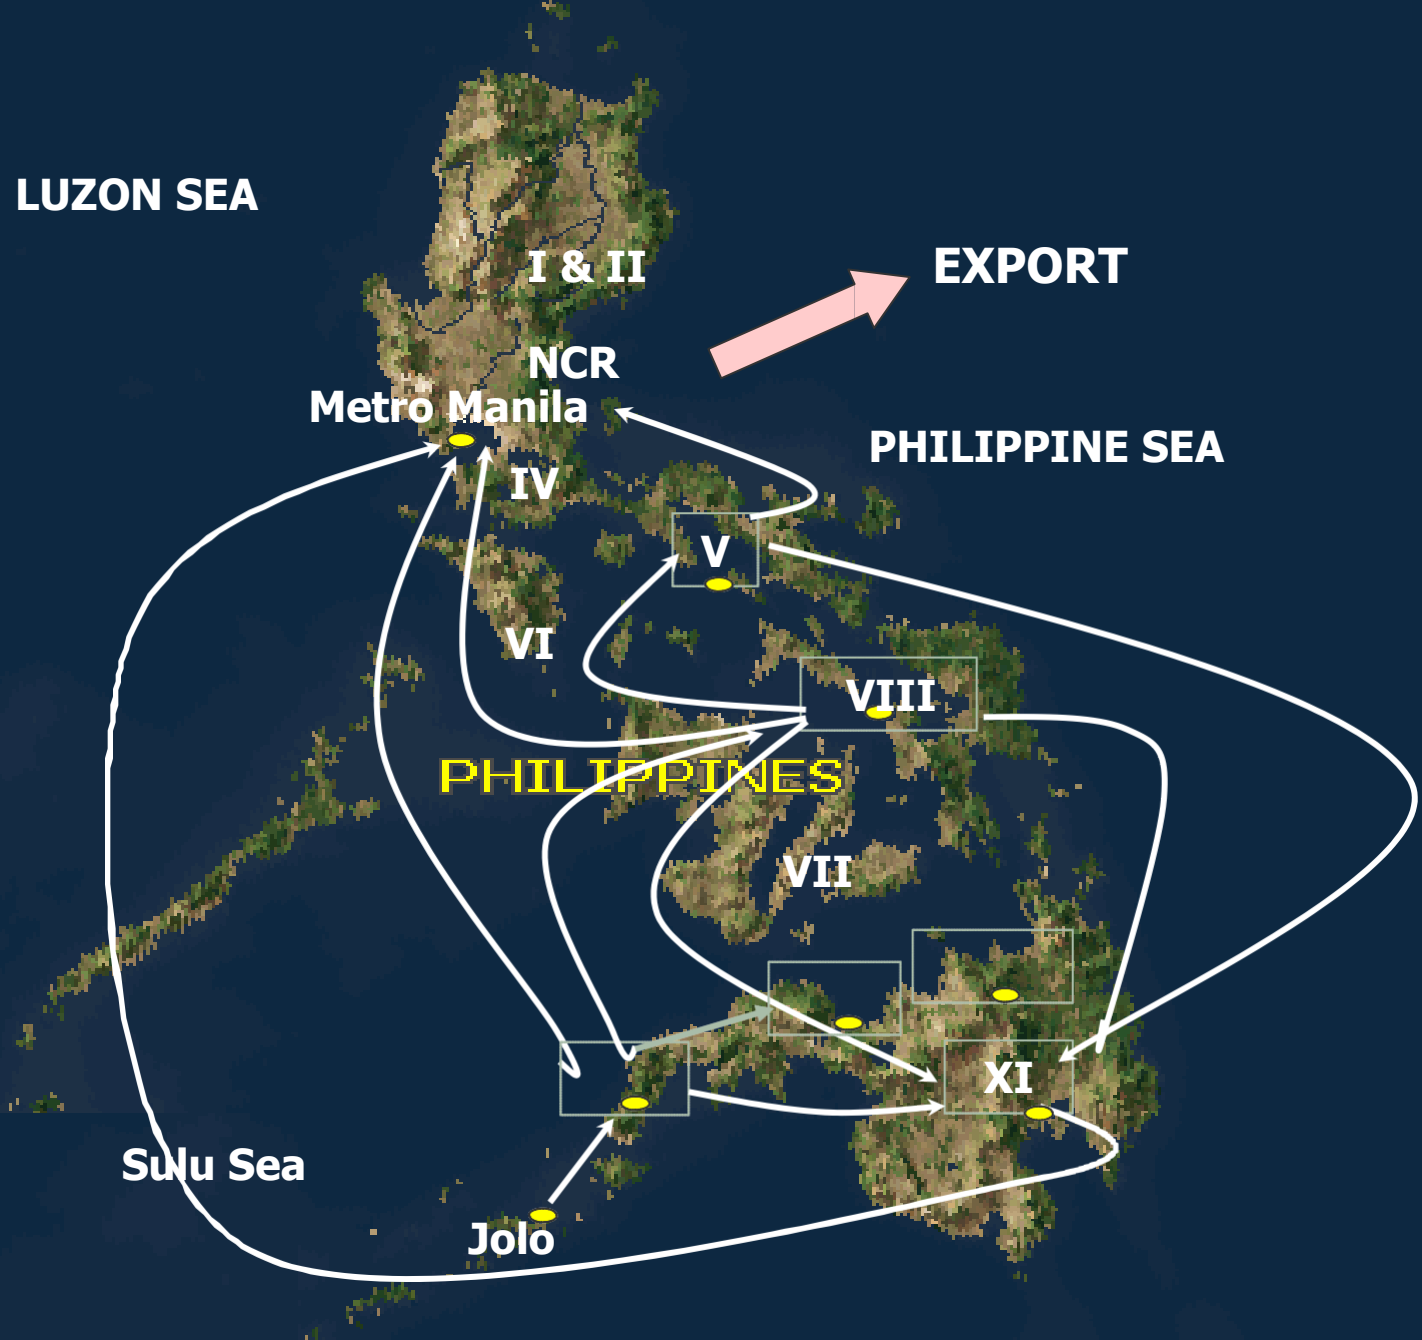 LUZON SEA
I & II
EXPORT
NCR
Metro Manila
PHILIPPINE SEA
IV
V
VI
VIII
PHILIPPINES
VII
XI
Sulu Sea
Jolo